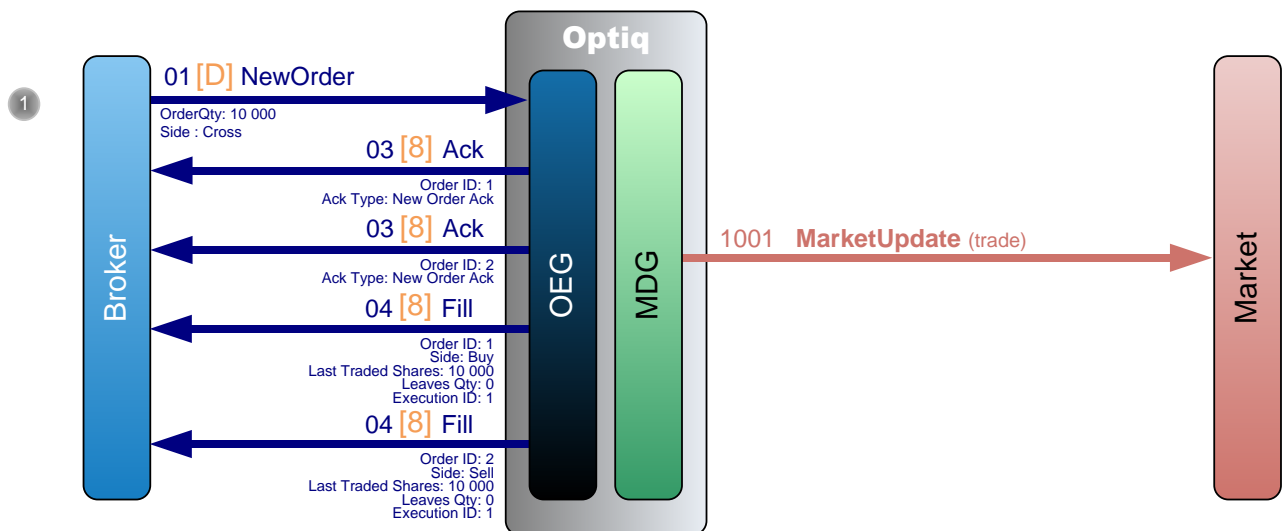 Optiq
1
01 [D] NewOrder
OrderQty: 10 000
Side : Cross
03 [8] Ack
Order ID: 1
Ack Type: New Order Ack
03 [8] Ack
Order ID: 2
Ack Type: New Order Ack
04 [8] Fill
Order ID: 1
Side: Buy
Last Traded Shares: 10 000
Leaves Qty: 0
Execution ID: 1
04 [8] Fill
Order ID: 2
Side: Sell
Last Traded Shares: 10 000
Leaves Qty: 0
Execution ID: 1
Broker
OEG
MDG
1001 MarketUpdate (trade)
Market